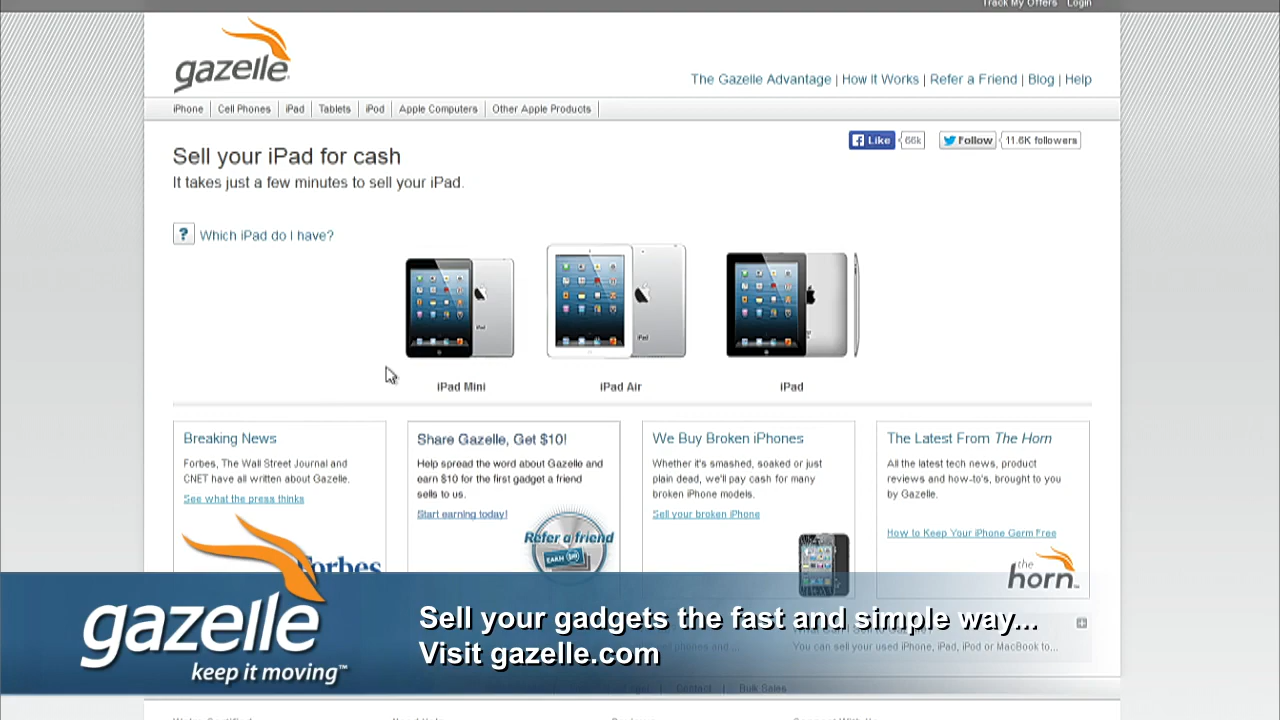 Track My Offers Login
gazelle
The Gazelle Advantage | How It Works | Refer a Friend | Blog | Help
iPhone Cell Phones iPad Tablets iPod Apple Computers Other Apple Products
Like 66k Follow 11.6K followers
Sell your iPad for cash
It takes just a few minutes to sell your iPad.
? Which iPad do I have?
iPad
iPad
iPad Mini
iPad Air
iPad
Breaking News
Forbes, The Wall Street Journal and
CNET have all written about Gazelle.
See what the press thinks
Forbes
Share Gazelle, Get $10!
Help spread the word about Gazelle and
earn $10 for the first gadget a friend
sells to us.
Start earning today!
Refer a friend
EARN $10
We Buy Broken iPhones
Whether it's smashed, soaked or just
plain dead, we'll pay cash for many
broken iPhone models.
Sell your broken iPhone
The Latest From The Horn
All the latest tech news, product
reviews and how-to's, brought to you
by Gazelle.
How to Keep Your iPhone Germ Free
the
horn™
gazelle
keep it moving™
Sell your gadgets the fast and simple way...
Visit gazelle.com
You can sell your used iPhone, iPad, iPod or MacBook to...
Contact | Bulk Sales